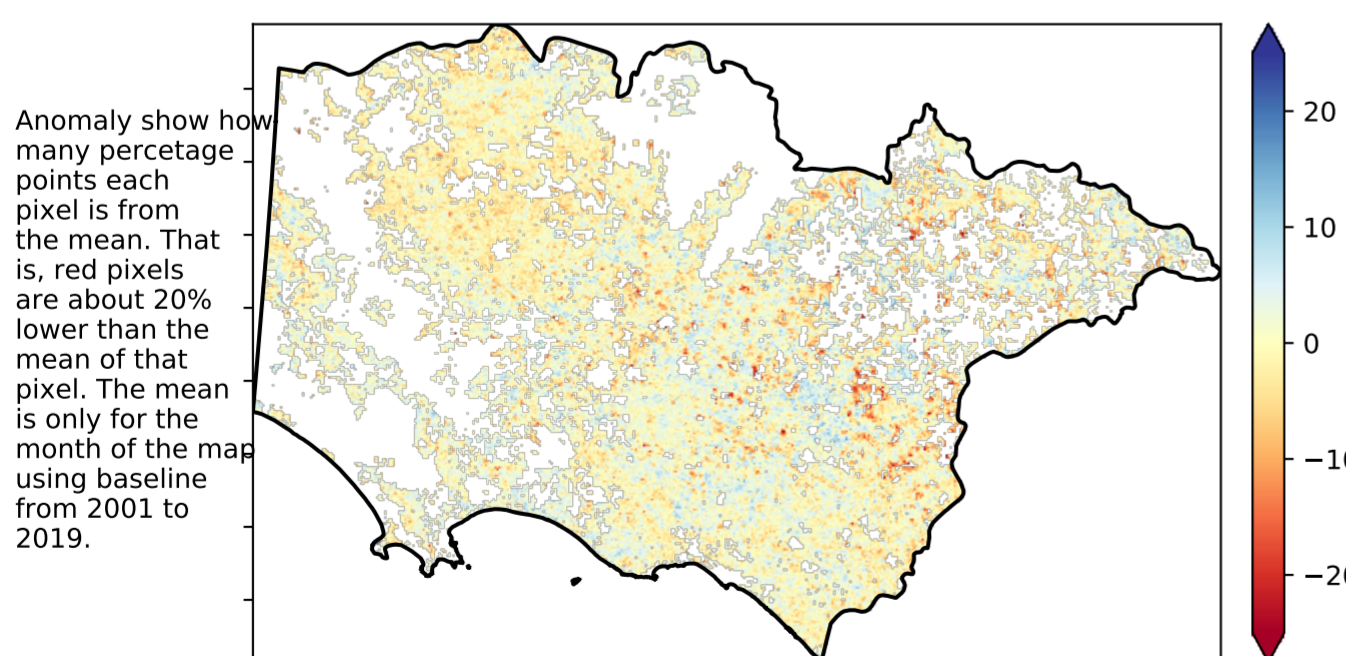 Anomaly show how
many percetage
points each
pixel is from
the mean. That
is, red pixels
are about 20%
lower than the
mean of that
pixel. The mean
is only for the
month of the map
using baseline
from 2001 to
2019.
20
10
0
−10
−20